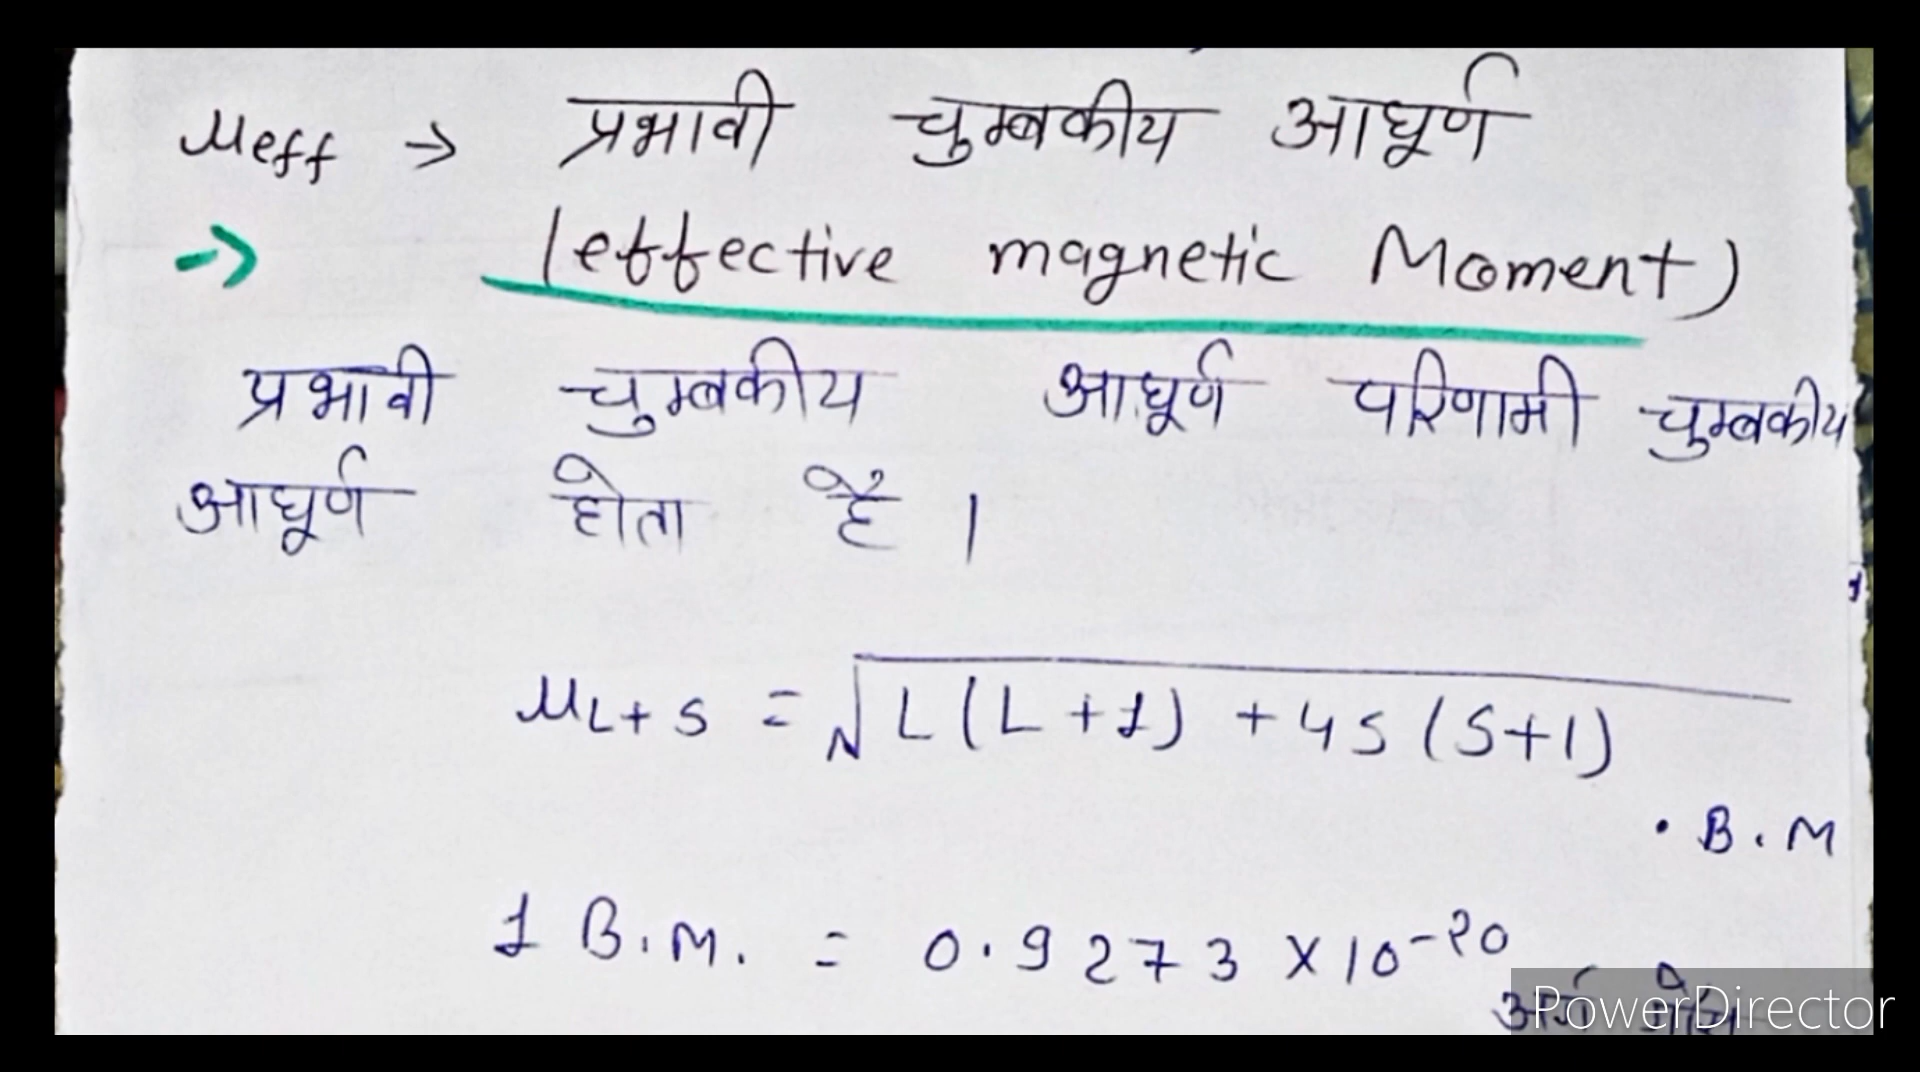 μeff → प्रभावी चुम्बकीय आघूर्ण
→ (effective magnetic Moment)
प्रभावी चुम्बकीय आघूर्ण परिणामी चुम्बकीय
आघूर्ण होता है ।
μL+S = √L(L+1) + 4S(S+1)
· B.M
1 B.M. = 0.9273 × 10⁻²⁰
PowerDirector